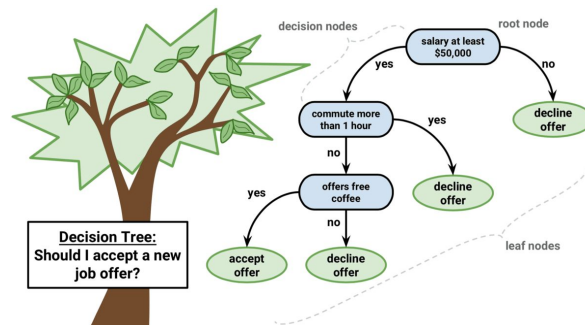 decision nodes
root node
salary at least
$50,000
yes
no
commute more
than 1 hour
decline
offer
yes
no
offers free
coffee
decline
offer
yes
no
leaf nodes
accept
offer
decline
offer
Decision Tree:
Should I accept a new
job offer?